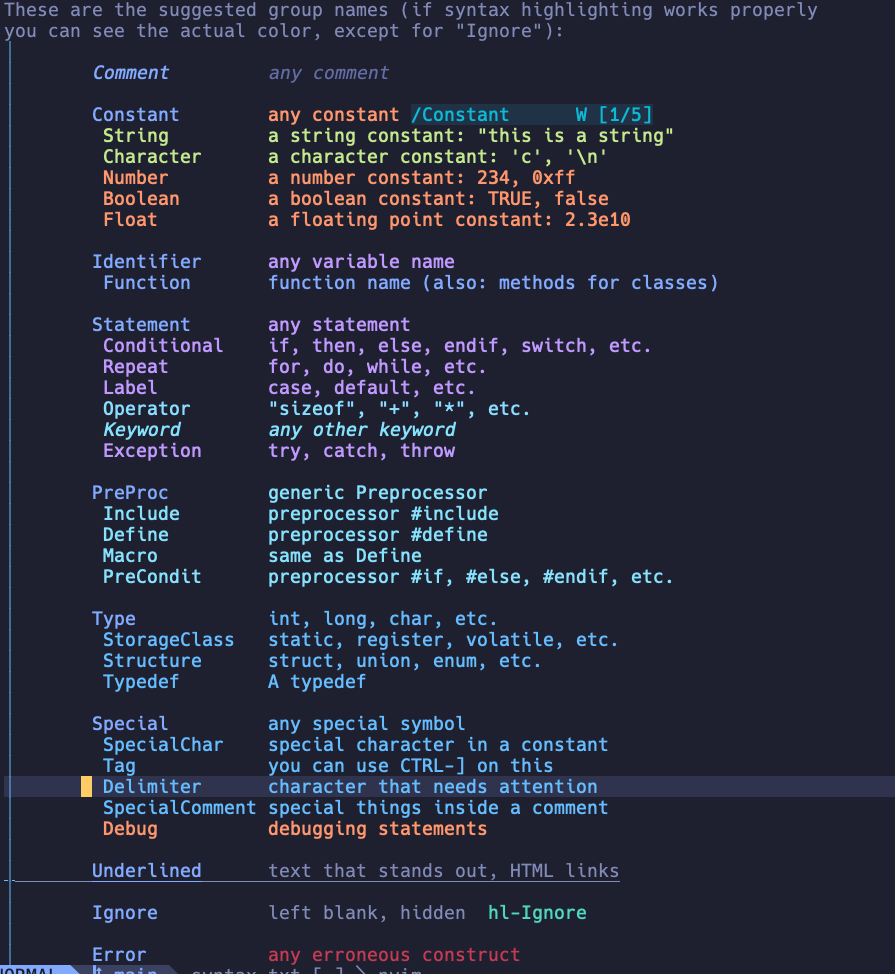 These are the suggested group names (if syntax highlighting works properly
you can see the actual color, except for "Ignore"):
Comment any comment
Constant any constant /Constant W [1/5]
String a string constant: "this is a string"
Character a character constant: 'c', '\n'
Number a number constant: 234, 0xff
Boolean a boolean constant: TRUE, false
Float a floating point constant: 2.3e10
Identifier any variable name
Function function name (also: methods for classes)
Statement any statement
Conditional if, then, else, endif, switch, etc.
Repeat for, do, while, etc.
Label case, default, etc.
Operator "sizeof", "+", "*", etc.
Keyword any other keyword
Exception try, catch, throw
PreProc generic Preprocessor
Include preprocessor #include
Define preprocessor #define
Macro same as Define
PreCondit preprocessor #if, #else, #endif, etc.
Type int, long, char, etc.
StorageClass static, register, volatile, etc.
Structure struct, union, enum, etc.
Typedef A typedef
Special any special symbol
SpecialChar special character in a constant
Tag you can use CTRL-] on this
Delimiter character that needs attention
SpecialComment special things inside a comment
Debug debugging statements
Underlined text that stands out, HTML links
Ignore left blank, hidden hl-Ignore
Error any erroneous construct